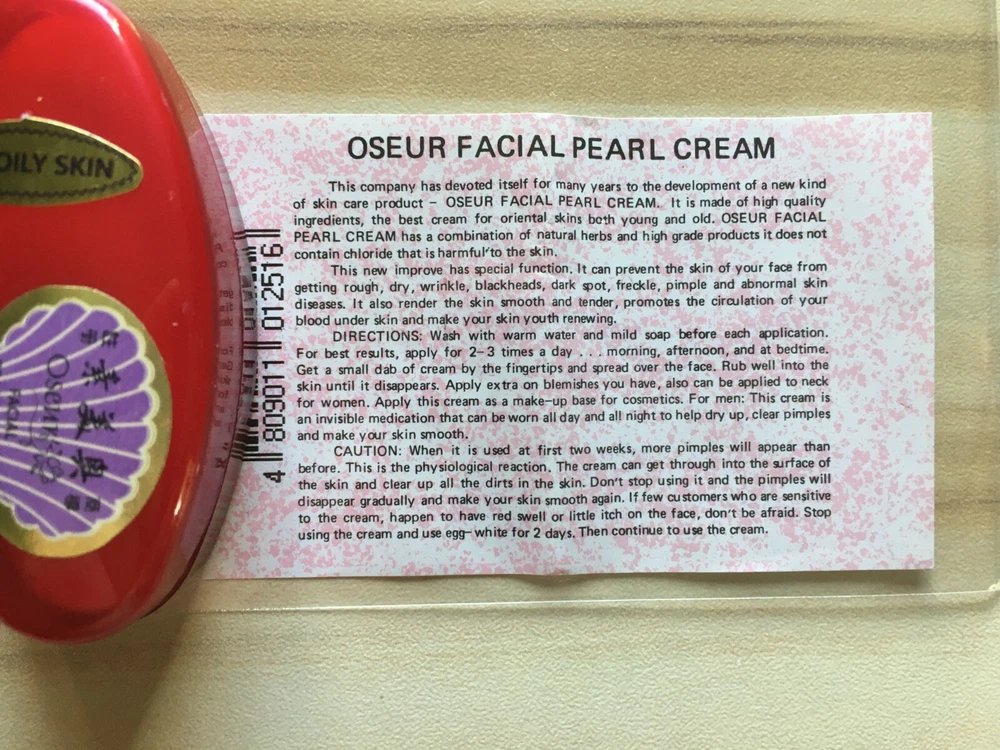 OILY SKIN
素美具
Oseur's
FACIAL
4 809011 012516
OSEUR FACIAL PEARL CREAM
This company has devoted itself for many years to the development of a new kind
of skin care product – OSEUR FACIAL PEARL CREAM. It is made of high quality
ingredients, the best cream for oriental skins both young and old. OSEUR FACIAL
PEARL CREAM has a combination of natural herbs and high grade products it does not
contain chloride that is harmful to the skin.
This new improve has special function. It can prevent the skin of your face from
getting rough, dry, wrinkle, blackheads, dark spot, freckle, pimple and abnormal skin
diseases. It also render the skin smooth and tender, promotes the circulation of your
blood under skin and make your skin youth renewing.
DIRECTIONS: Wash with warm water and mild soap before each application.
For best results, apply for 2–3 times a day . . . morning, afternoon, and at bedtime.
Get a small dab of cream by the fingertips and spread over the face. Rub well into the
skin until it disappears. Apply extra on blemishes you have, also can be applied to neck
for women. Apply this cream as a make–up base for cosmetics. For men: This cream is
an invisible medication that can be worn all day and all night to help dry up, clear pimples
and make your skin smooth.
CAUTION: When it is used at first two weeks, more pimples will appear than
before. This is the physiological reaction. The cream can get through into the surface of
the skin and clear up all the dirts in the skin. Don't stop using it and the pimples will
disappear gradually and make your skin smooth again. If few customers who are sensitive
to the cream, happen to have red swell or little itch on the face, don't be afraid. Stop
using the cream and use egg–white for 2 days. Then continue to use the cream.